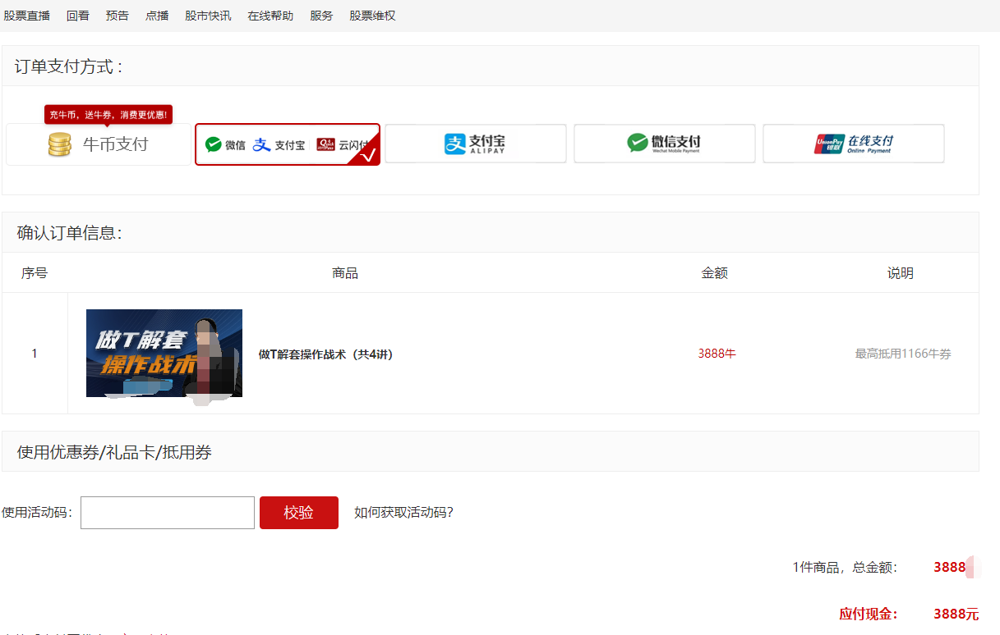 股票直播 回看 预告 点播 股市快讯 在线帮助 服务 股票维权
订单支付方式：
充牛币，送牛券，消费更优惠!
牛币支付 微信 支付宝 云闪付 支付宝 ALIPAY 微信支付 Wechat Mobile Payment UnionPay 银联 在线支付 Online Payment
确认订单信息：
序号 商品 金额 说明
做T解套
操作战术
1 做T解套操作战术（共4讲） 3888牛 最高抵用1166牛券
使用优惠券/礼品卡/抵用券
使用活动码： 校验 如何获取活动码？
1件商品，总金额： 3888
应付现金： 3888元